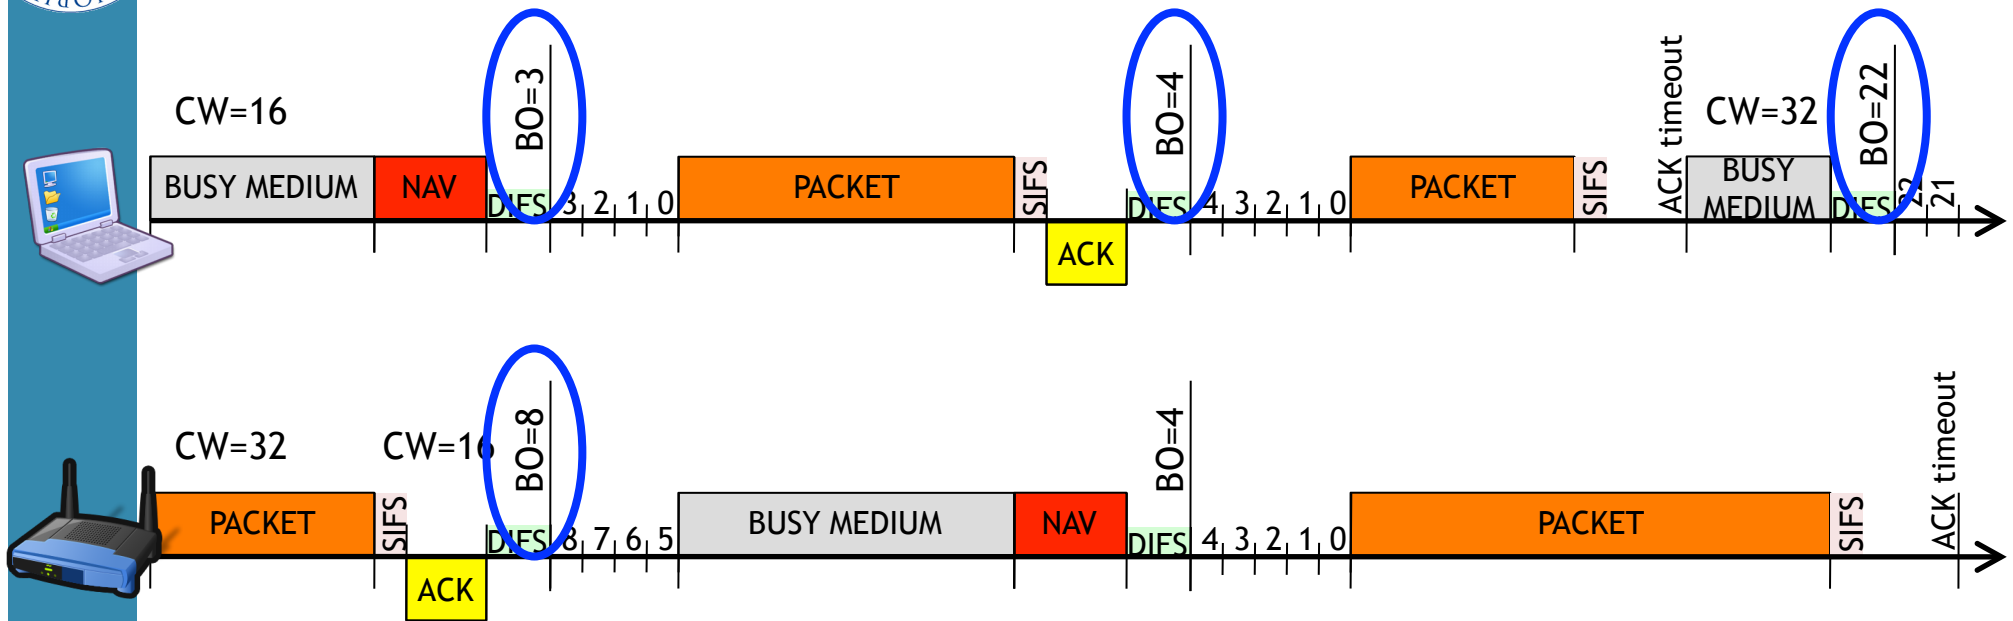 CW=16
BUSY MEDIUM
NAV
DIFS
BO=3
3 2 1 0
PACKET
SIFS
ACK
DIFS
BO=4
4 3 2 1 0
PACKET
SIFS
ACK timeout
CW=32
BUSY
MEDIUM
DIFS
BO=22
22
21
CW=32
PACKET
SIFS
ACK
CW=16
DIFS
BO=8
8 7 6 5
BUSY MEDIUM
NAV
DIFS
BO=4
4 3 2 1 0
PACKET
SIFS
ACK timeout